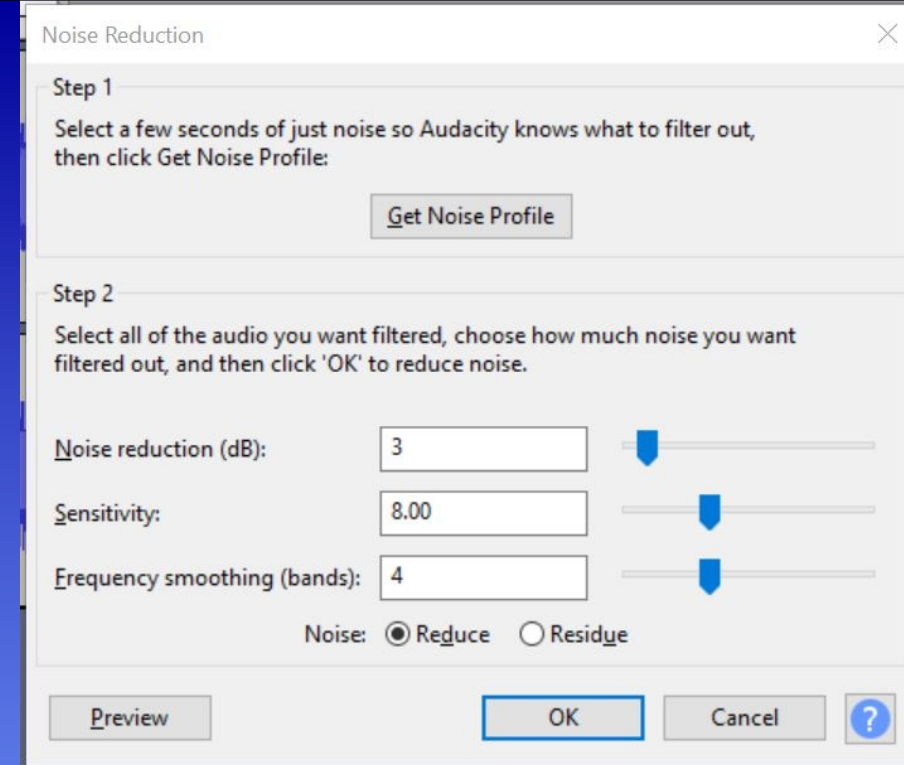 Noise Reduction
Step 1
Select a few seconds of just noise so Audacity knows what to filter out,
then click Get Noise Profile:
Get Noise Profile
Step 2
Select all of the audio you want filtered, choose how much noise you want
filtered out, and then click 'OK' to reduce noise.
Noise reduction (dB): 3
Sensitivity: 8.00
Frequency smoothing (bands): 4
Noise: Reduce Residue
Preview OK Cancel ?